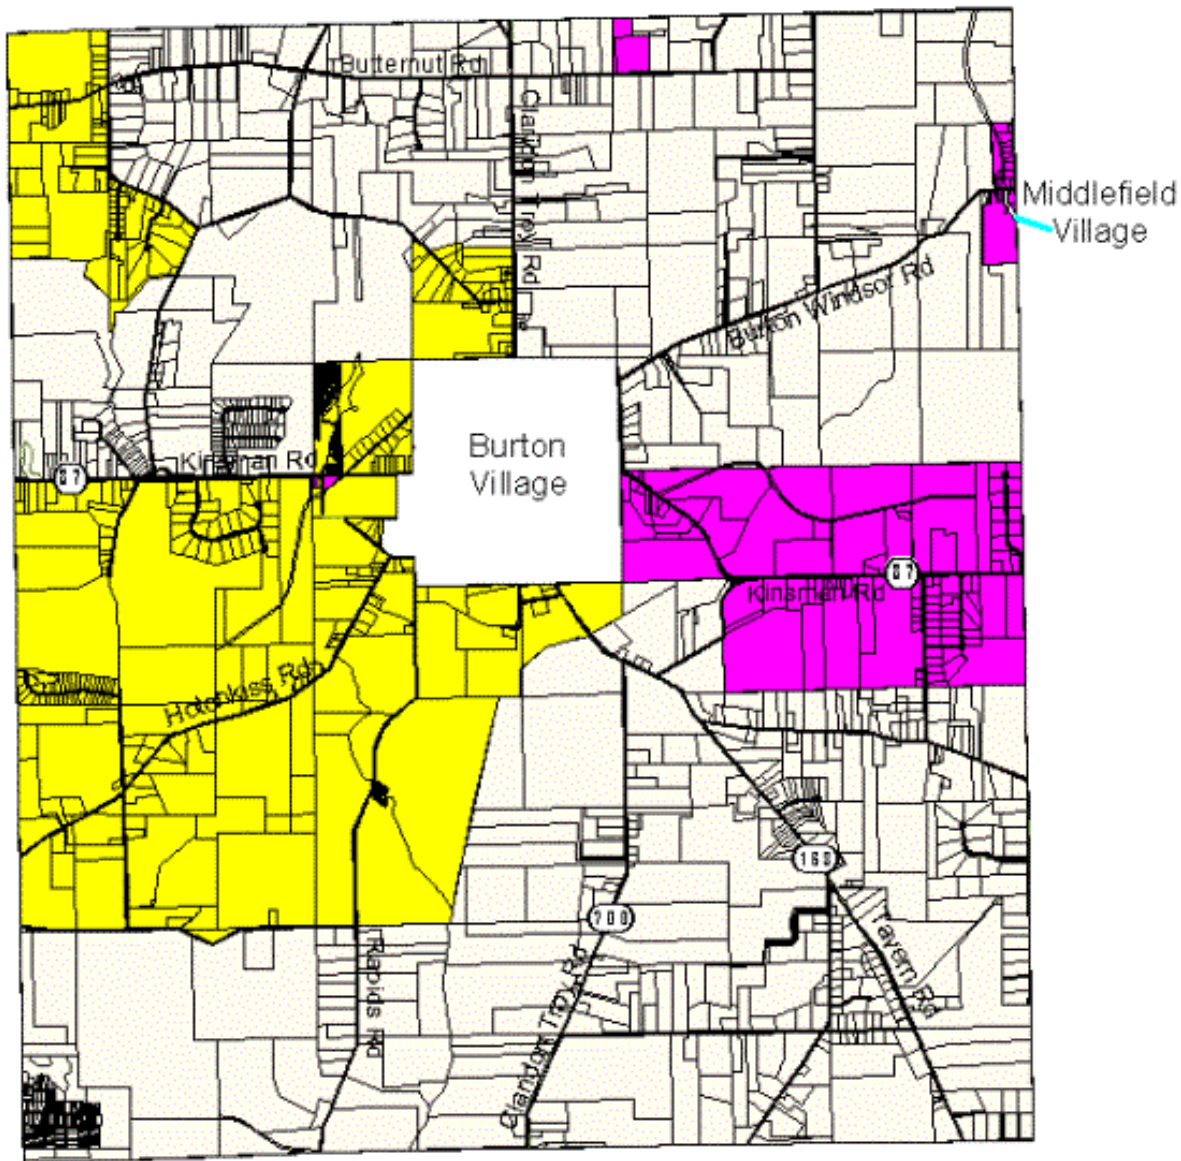 Butternut Rd
Claridon Troy Rd
Middlefield
Village
Burton Windsor Rd
Burton
Village
Kinsman Rd
87
87
Kinsman Rd
Hotchkiss Rd
168
700
Tavern Rd
Rapids Rd
Claridon Troy Rd